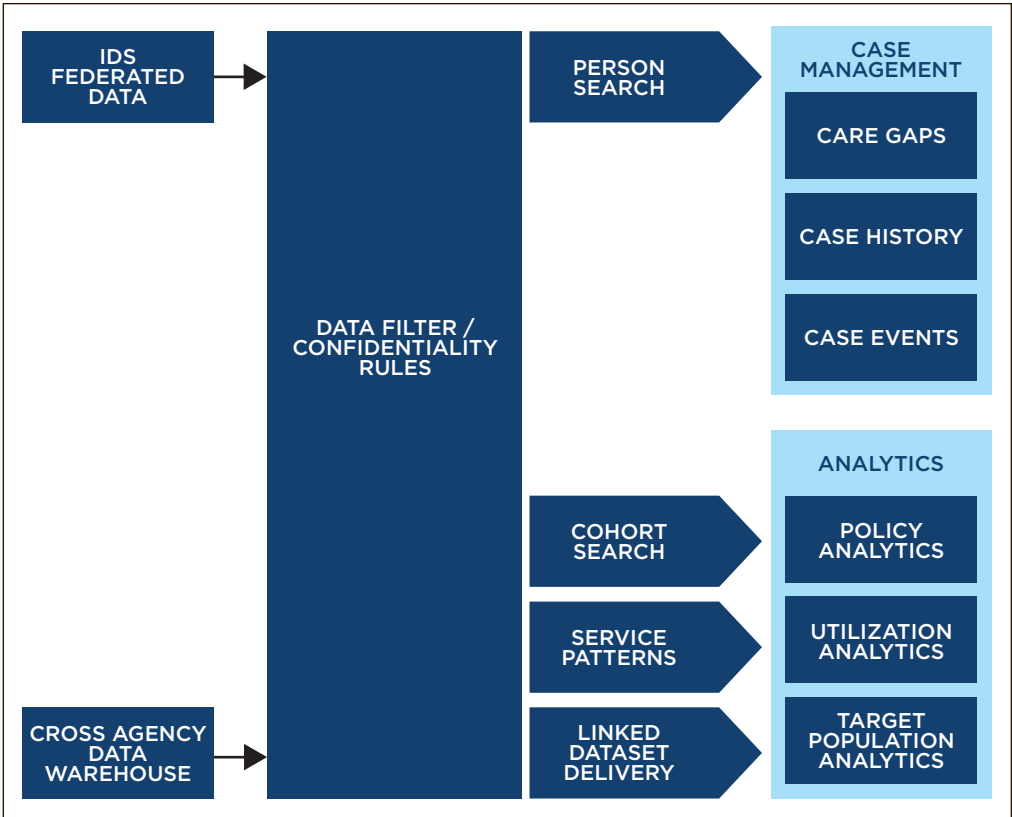 IDS
FEDERATED
DATA
DATA FILTER /
CONFIDENTIALITY
RULES
CROSS AGENCY
DATA
WAREHOUSE
PERSON
SEARCH
CASE
MANAGEMENT
CARE GAPS
CASE HISTORY
CASE EVENTS
COHORT
SEARCH
SERVICE
PATTERNS
LINKED
DATASET
DELIVERY
ANALYTICS
POLICY
ANALYTICS
UTILIZATION
ANALYTICS
TARGET
POPULATION
ANALYTICS